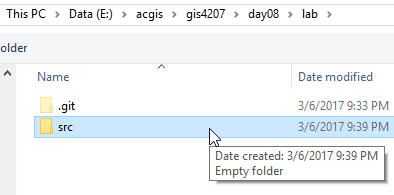 This PC > Data (E:) > acgis > gis4207 > day08 > lab >
older
Name Date modified
.git 3/6/2017 9:33 PM
src 3/6/2017 9:39 PM
Date created: 3/6/2017 9:39 PM
Empty folder